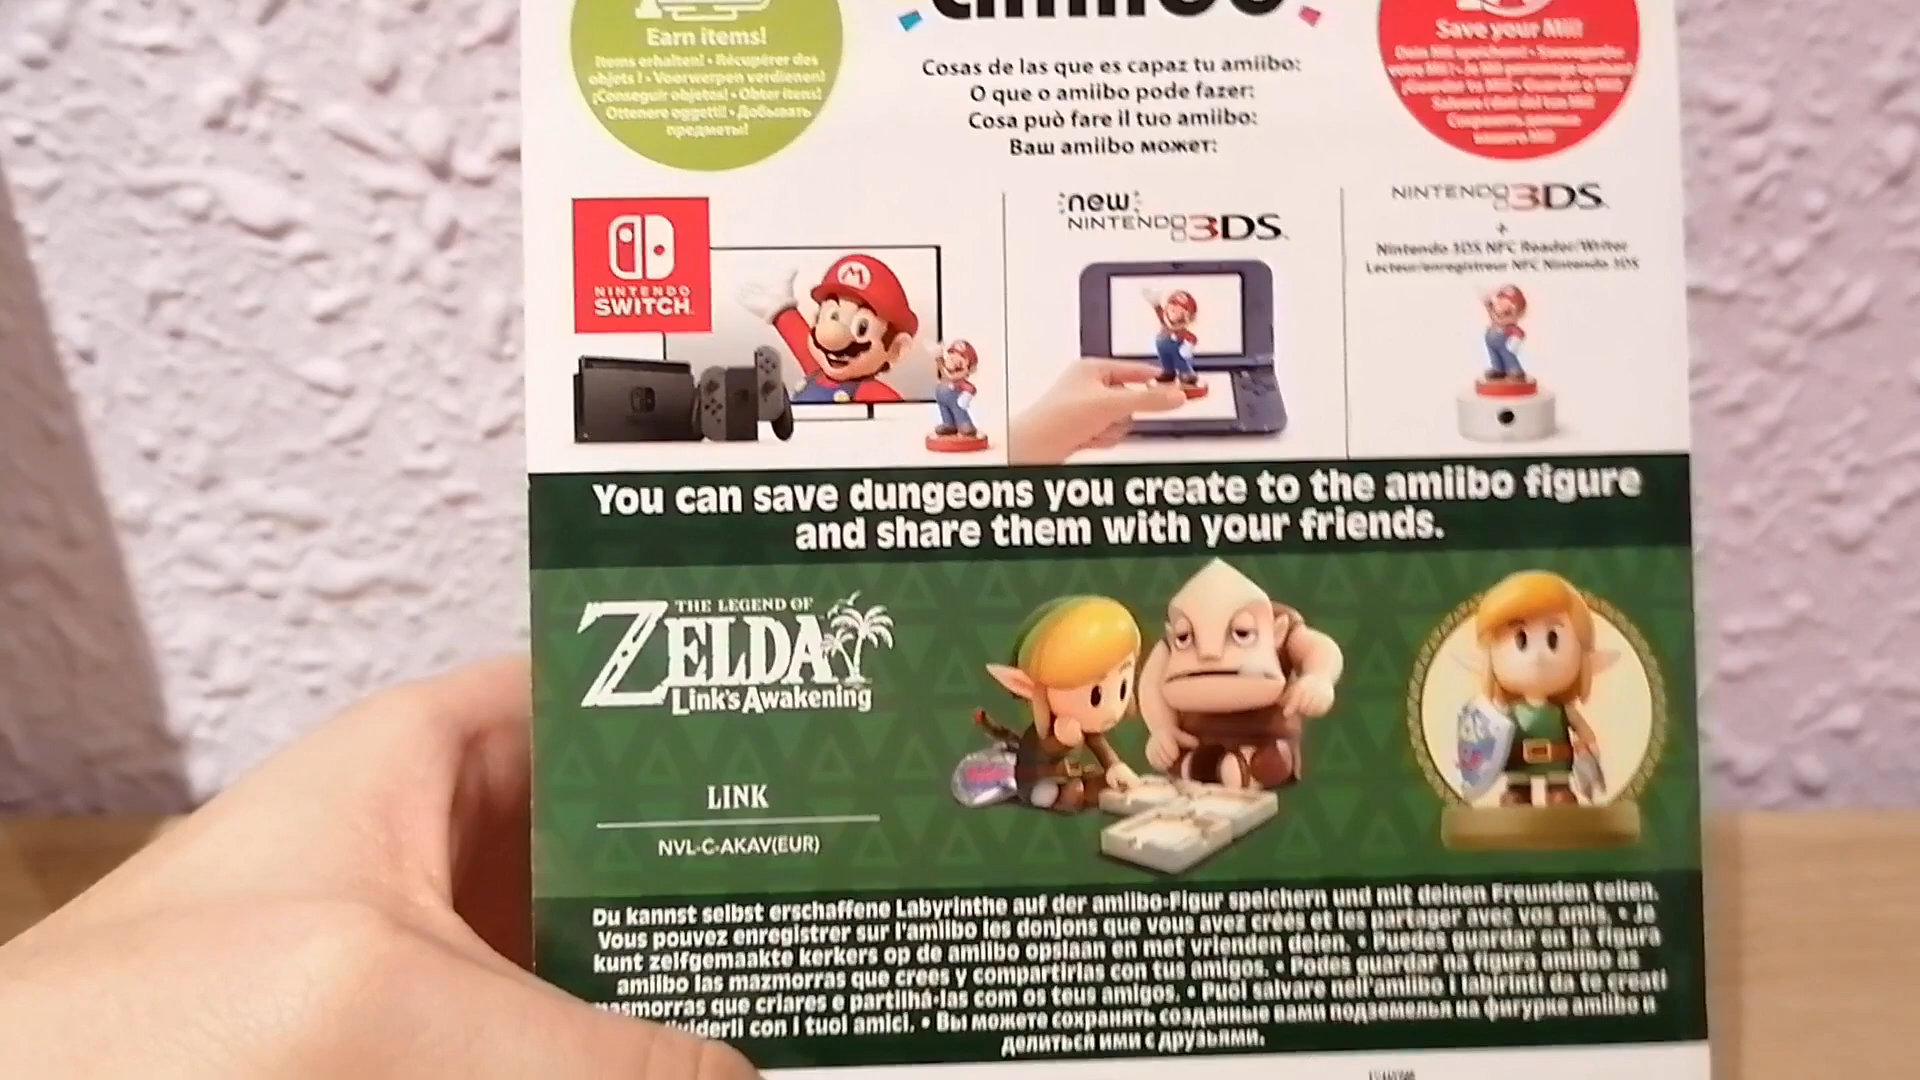 amiibo
Earn items!
Items erhalten! • Récupérer des
objets ! • Voorwerpen verdienen!
¡Conseguir objetos! • Obter itens!
Ottenere oggetti! • Добывать
предметы!
Cosas de las que es capaz tu amiibo:
O que o amiibo pode fazer:
Cosa può fare il tuo amiibo:
Ваш amiibo может:
Save your Mii!
NINTENDO
SWITCH
new
NINTENDO 3DS
NINTENDO 3DS
+
Nintendo 3DS NFC Reader/Writer
Lecteur/enregistreur NFC Nintendo 3DS
You can save dungeons you create to the amiibo figure
and share them with your friends.
THE LEGEND OF
ZELDA
Link's Awakening
LINK
NVL-C-AKAV(EUR)
Du kannst selbst erschaffene Labyrinthe auf der amiibo-Figur speichern und mit deinen Freunden teilen.
Vous pouvez enregistrer sur l'amiibo les donjons que vous avez créés et les partager avec vos amis. • Je
kunt zelfgemaakte kerkers op de amiibo opslaan en met vrienden delen. • Puedes guardar en la figura
amiibo las mazmorras que crees y compartirlas con tus amigos. • Podes guardar na figura amiibo as
masmorras que criares e partilhá-las com os teus amigos. • Puoi salvare nell'amiibo i labirinti da te creati
con i tuoi amici. • Вы можете сохранять созданные вами подземелья на фигурке amiibo и
делиться ими с друзьями.